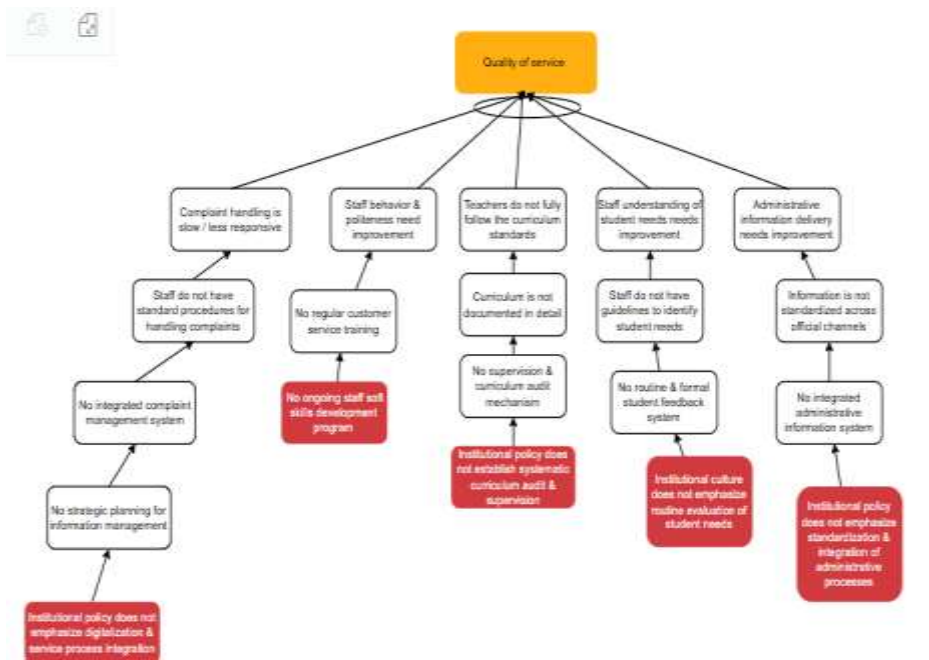 Quality of service
Complaint handling is
slow / less responsive
Staff behavior &
politeness need
improvement
Teachers do not fully
follow the curriculum
standards
Staff understanding of
student needs needs
improvement
Administrative
information delivery
needs improvement
Staff do not have
standard procedures for
handling complaints
No regular customer
service training
Curriculum is not
documented in detail
Staff do not have
guidelines to identify
student needs
Information is not
standardized across
official channels
No integrated complaint
management system
No ongoing staff soft
skills development
program
No supervision &
curriculum audit
mechanism
No routine & formal
student feedback
system
No integrated
administrative
information system
No strategic planning for
information management
Institutional policy does
not establish systematic
curriculum audit &
supervision
Institutional culture
does not emphasize
routine evaluation of
student needs
Institutional policy
does not emphasize
standardization &
integration of
administrative
processes
Institutional policy does not
emphasize digitalization &
service process integration